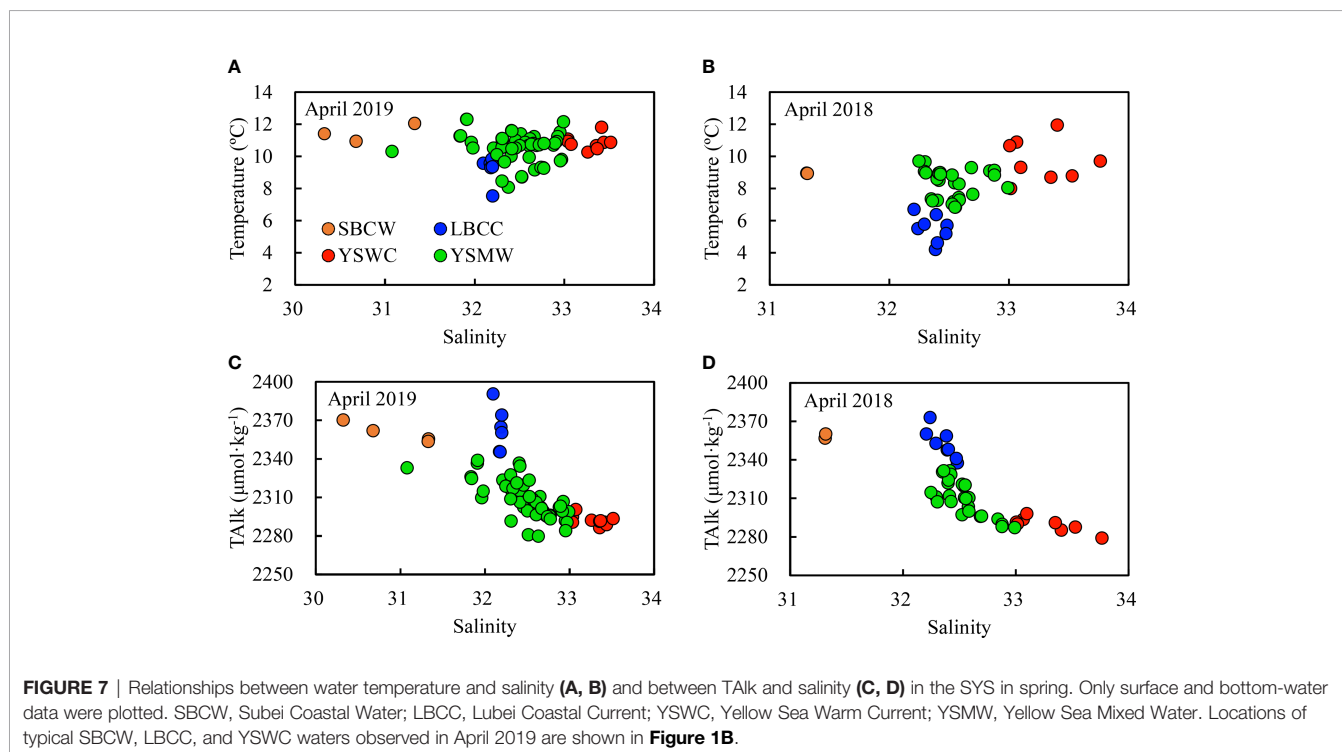 A
B
14
12
10
8
6
4
2
Temperature (°C)
April 2019
SBCW
LBCC
YSWC
YSMW
30
31
32
33
34
Salinity
14
12
10
8
6
4
2
Temperature (°C)
April 2018
31
32
33
34
Salinity
C
D
2400
2370
2340
2310
2280
2250
TAlk (μmol·kg⁻¹)
April 2019
30
31
32
33
34
Salinity
2400
2370
2340
2310
2280
2250
TAlk (μmol·kg⁻¹)
April 2018
31
32
33
34
Salinity
FIGURE 7 | Relationships between water temperature and salinity (A, B) and between TAlk and salinity (C, D) in the SYS in spring. Only surface and bottom-water
data were plotted. SBCW, Subei Coastal Water; LBCC, Lubei Coastal Current; YSWC, Yellow Sea Warm Current; YSMW, Yellow Sea Mixed Water. Locations of
typical SBCW, LBCC, and YSWC waters observed in April 2019 are shown in Figure 1B.